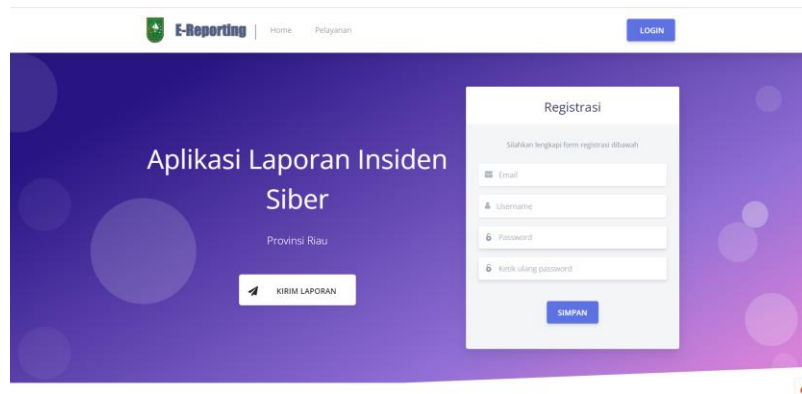 E-Reporting | Home Pelayanan LOGIN
Aplikasi Laporan Insiden
Siber
Provinsi Riau
KIRIM LAPORAN
Registrasi
Silahkan lengkapi form registrasi dibawah
Email
Username
Password
Ketik ulang password
SIMPAN